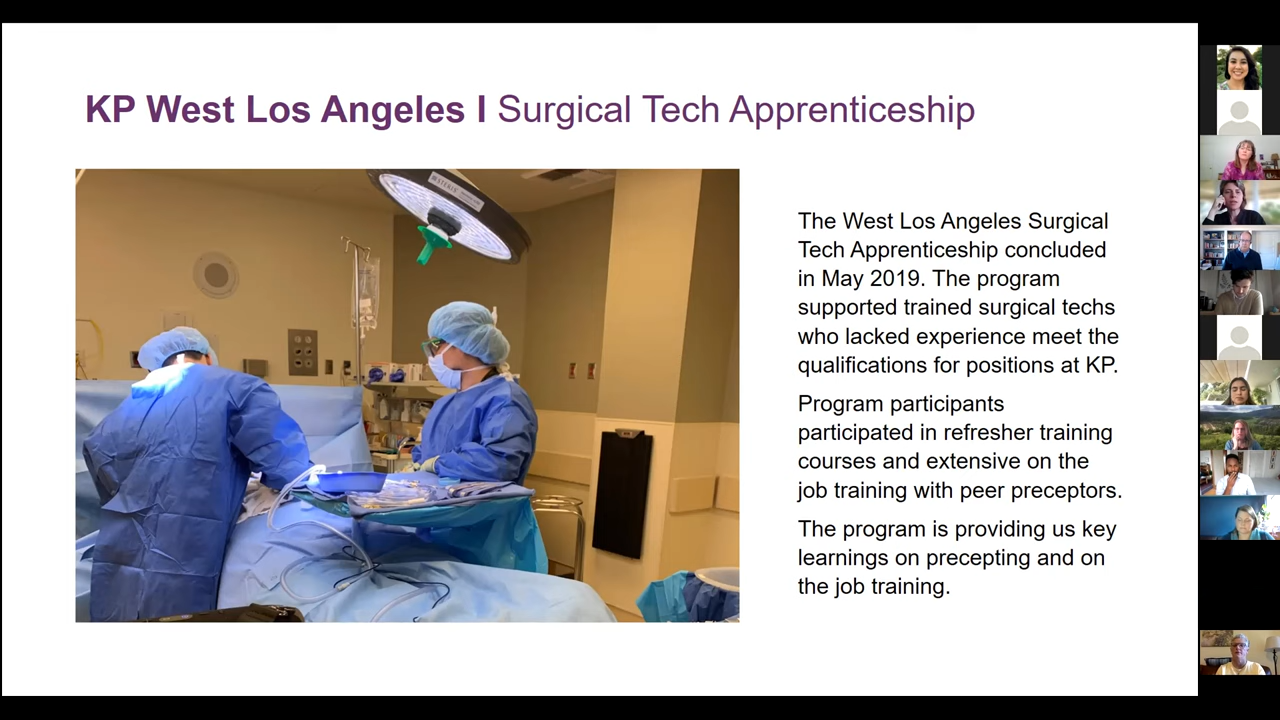 KP West Los Angeles I Surgical Tech Apprenticeship
STERIS
The West Los Angeles Surgical
Tech Apprenticeship concluded
in May 2019. The program
supported trained surgical techs
who lacked experience meet the
qualifications for positions at KP.
Program participants
participated in refresher training
courses and extensive on the
job training with peer preceptors.
The program is providing us key
learnings on precepting and on
the job training.